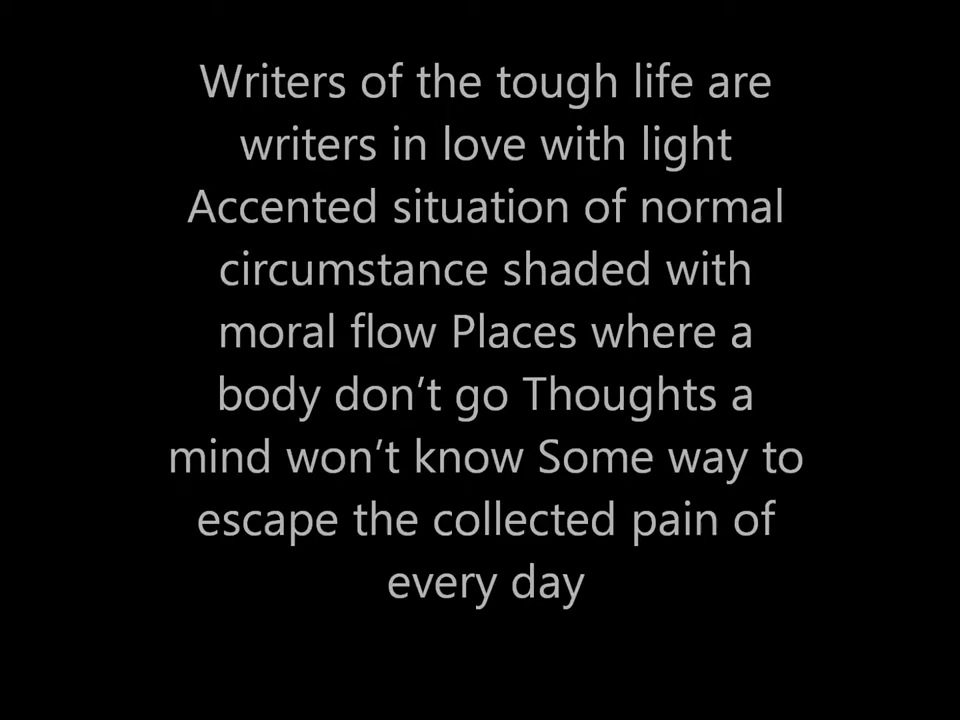 Writers of the tough life are
writers in love with light
Accented situation of normal
circumstance shaded with
moral flow Places where a
body don’t go Thoughts a
mind won’t know Some way to
escape the collected pain of
every day